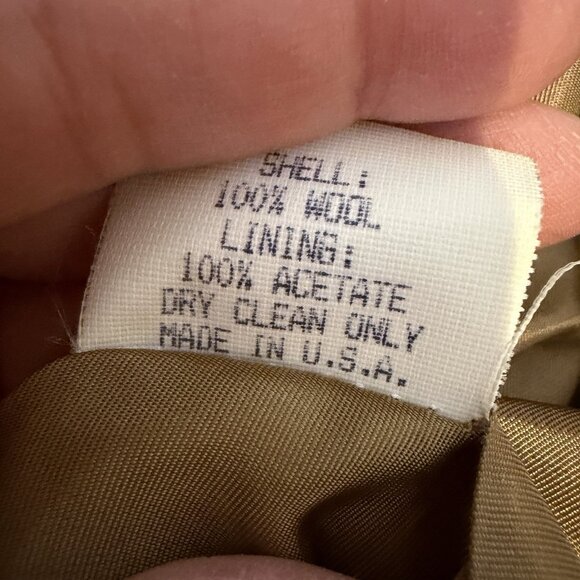 SHELL:
100% WOOL
LINING:
100% ACETATE
DRY CLEAN ONLY
MADE IN U.S.A.